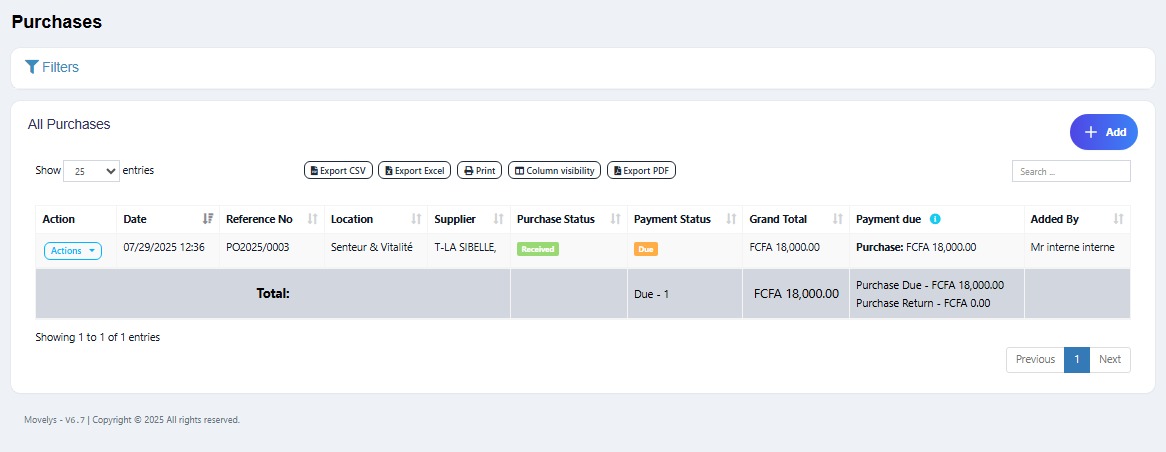 Purchases
Filters
All Purchases
Add
Show 25 entries
Export CSV Export Excel Print Column visibility Export PDF
Search ...
Action Date Reference No Location Supplier Purchase Status Payment Status Grand Total Payment due Added By
Actions 07/29/2025 12:36 PO2025/0003 Senteur & Vitalité T-LA SIBELLE, Received Due FCFA 18,000.00 Purchase: FCFA 18,000.00 Mr interne interne
Total: Due - 1 FCFA 18,000.00 Purchase Due - FCFA 18,000.00
Purchase Return - FCFA 0.00
Showing 1 to 1 of 1 entries
Previous 1 Next
Movelys - V6.7 | Copyright © 2025 All rights reserved.